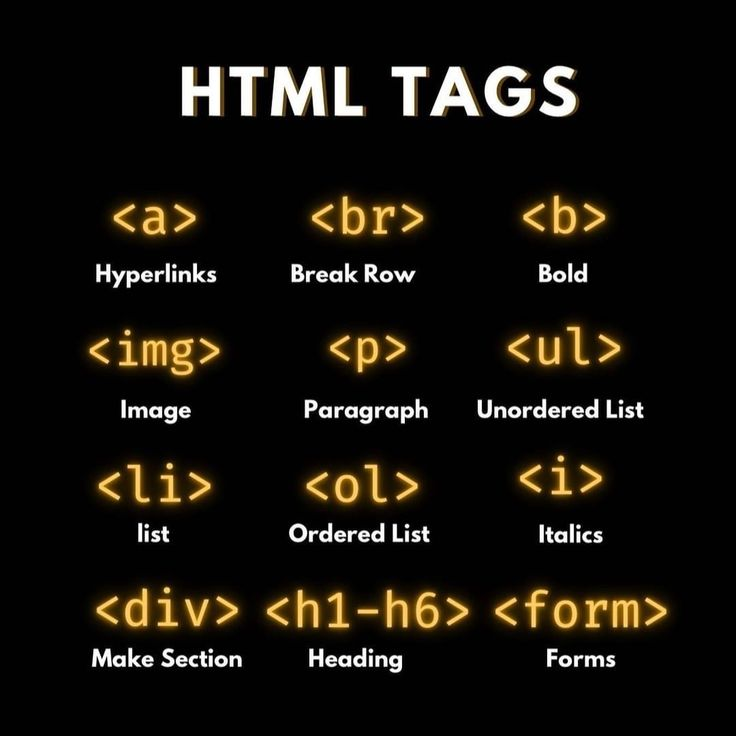 HTML TAGS
<a> <br> <b>
Hyperlinks Break Row Bold
<img> <p> <ul>
Image Paragraph Unordered List
<li> <ol> <i>
list Ordered List Italics
<div> <h1-h6> <form>
Make Section Heading Forms